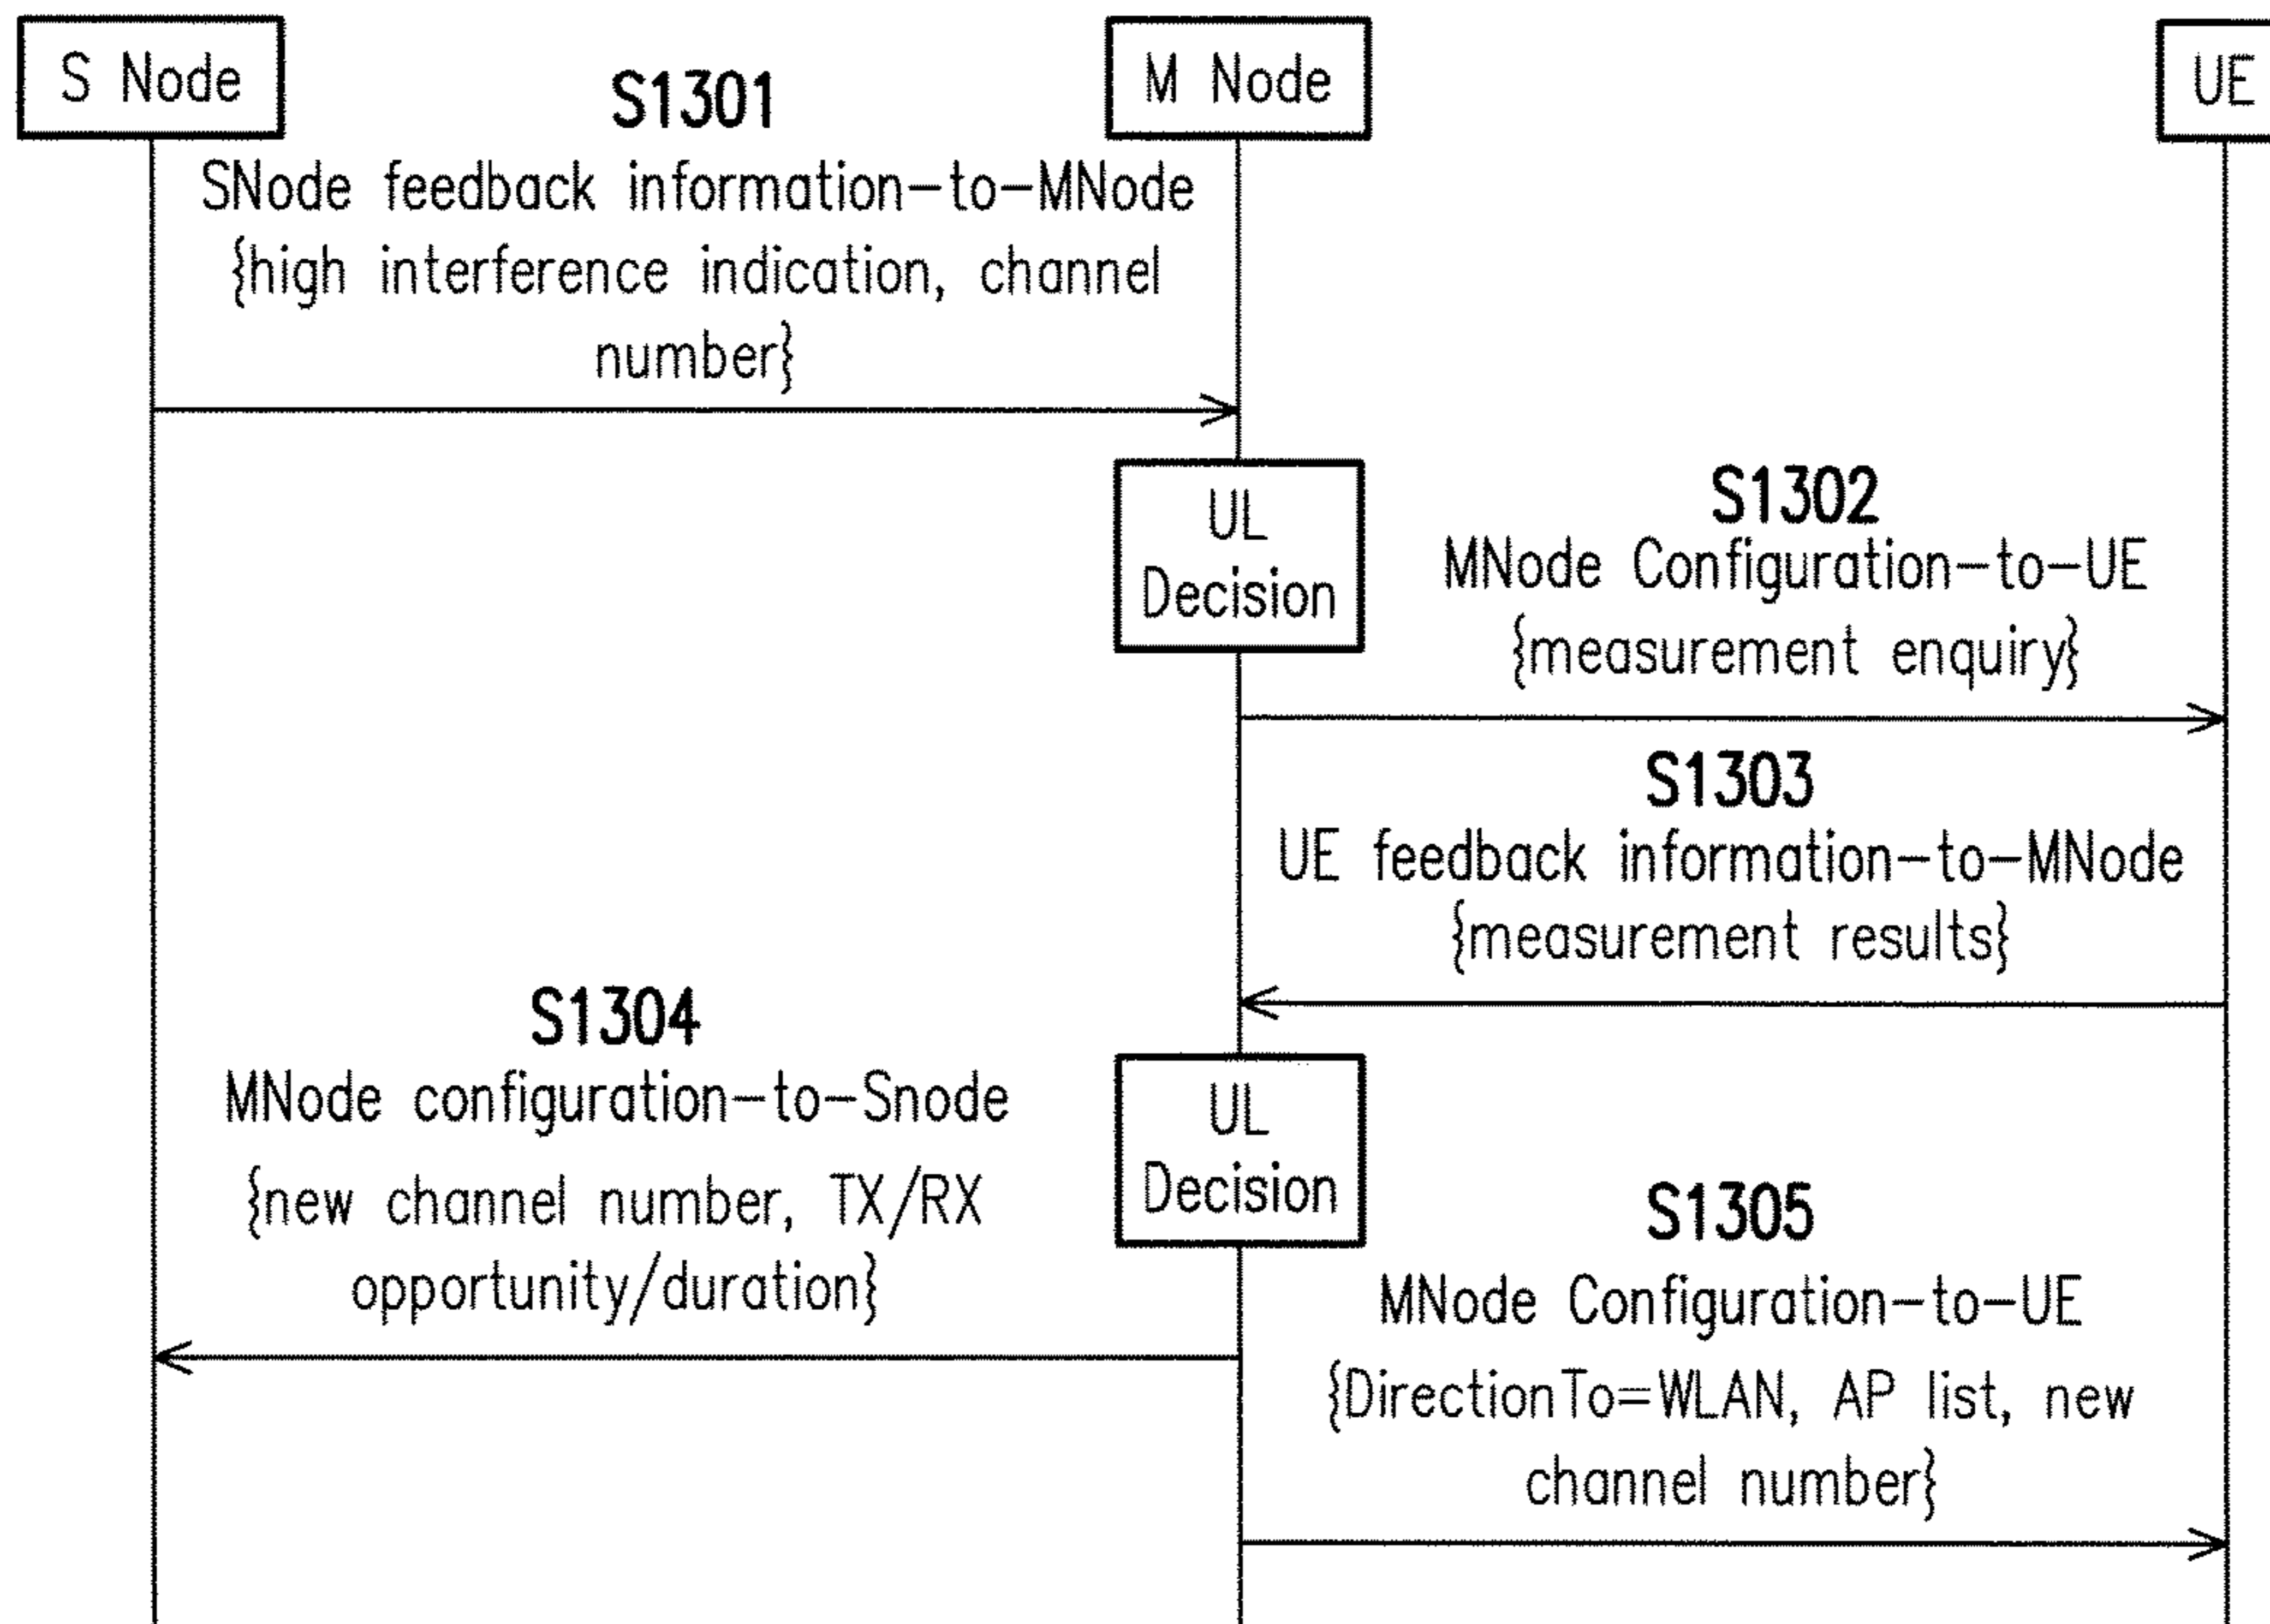 S Node
M Node
UE
S1301
SNode feedback information-to-MNode
{high interference indication, channel
number}
UL
Decision
S1302
MNode Configuration-to-UE
{measurement enquiry}
S1303
UE feedback information-to-MNode
{measurement results}
S1304
MNode configuration-to-Snode
{new channel number, TX/RX
opportunity/duration}
UL
Decision
S1305
MNode Configuration-to-UE
{DirectionTo=WLAN, AP list, new
channel number}